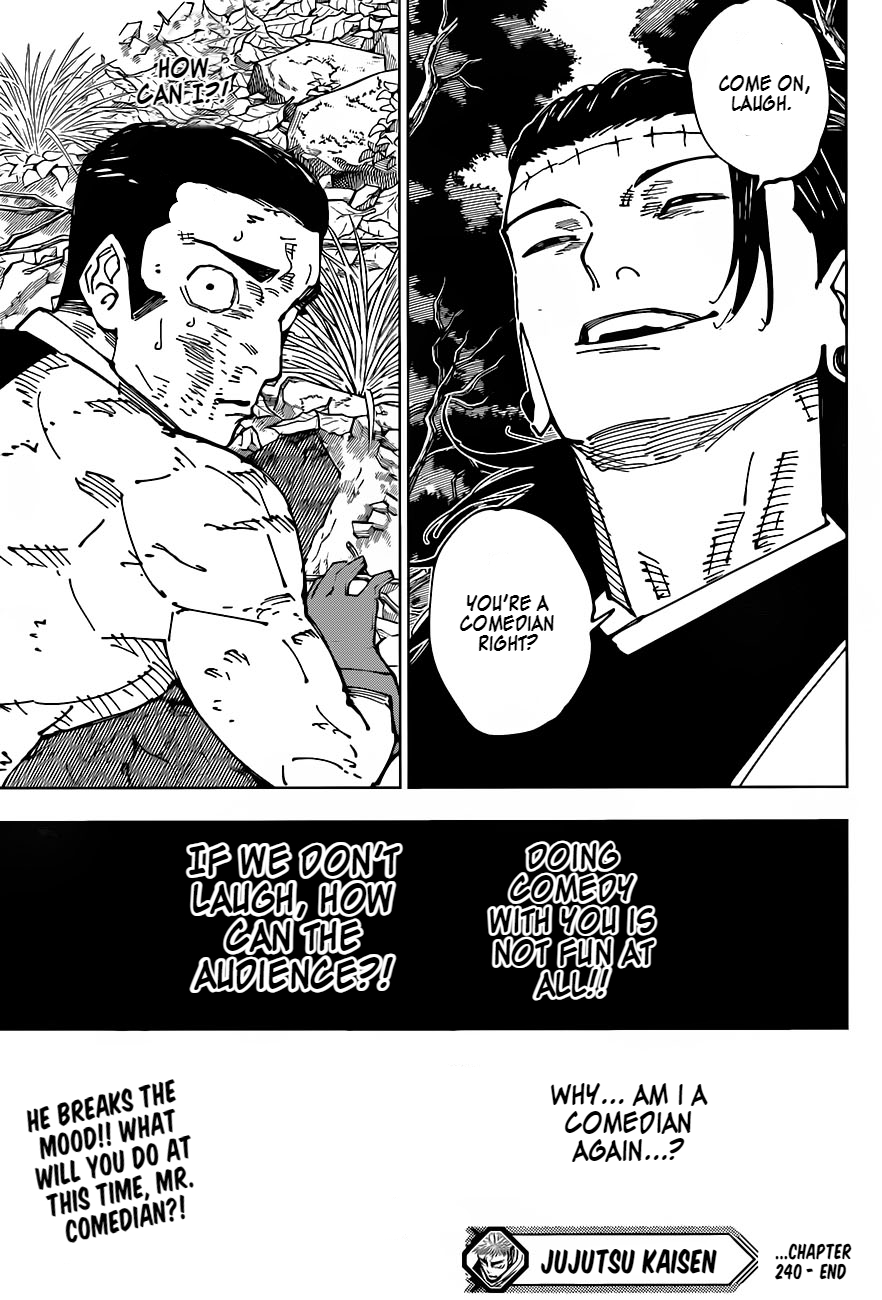 COME ON,
LAUGH.
YOU'RE A
COMEDIAN
RIGHT?
HOW
CAN I?!
DOING
COMEDY
WITH YOU IS
NOT FUN AT
ALL!!
IF WE DON'T
LAUGH, HOW
CAN THE
AUDIENCE?!
WHY... AM I A
COMEDIAN
AGAIN...?
HE BREAKS THE
MOOD!! WHAT
WILL YOU DO AT
THIS TIME, MR.
COMEDIAN?!
JUJUTSU KAISEN
...CHAPTER
240 - END